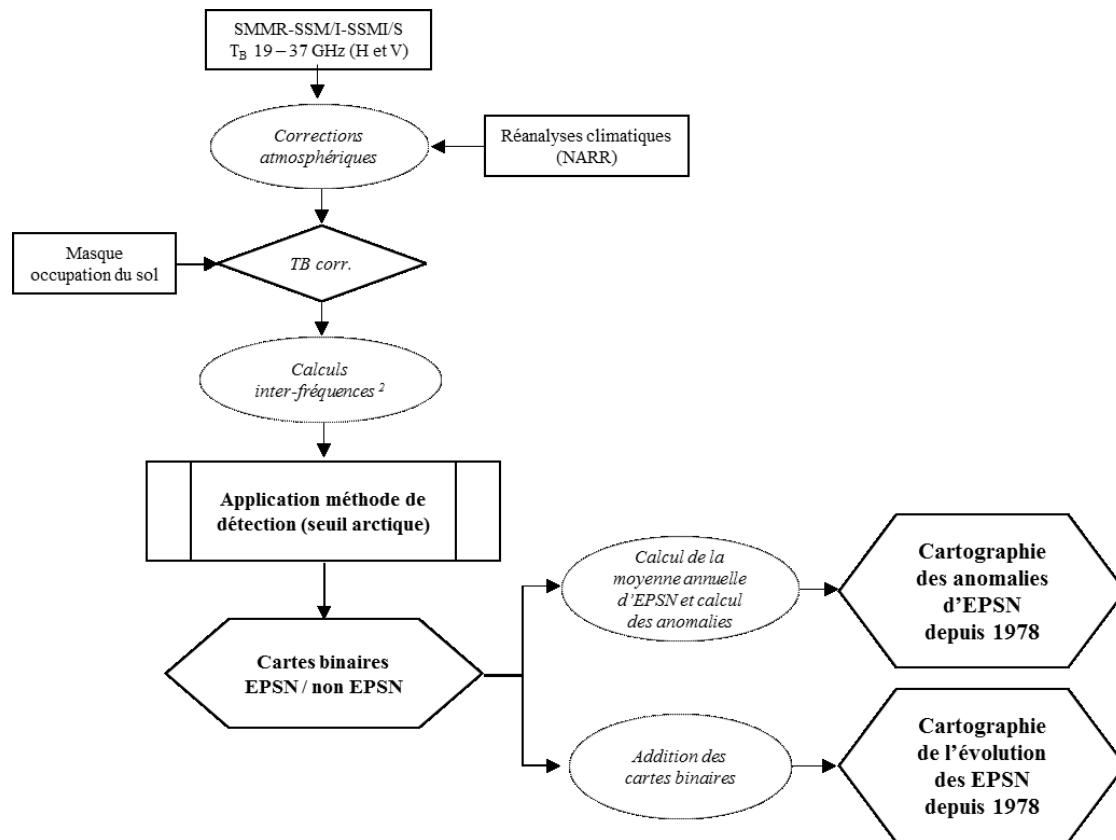 SMMR-SSM/I-SSMI/S
TB 19 – 37 GHz (H et V)
Corrections
atmosphériques
Réanalyses climatiques
(NARR)
Masque
occupation du sol
TB corr.
Calculs
inter-fréquences ²
Application méthode de
détection (seuil arctique)
Cartes binaires
EPSN / non EPSN
Calcul de la
moyenne annuelle
d’EPSN et calcul
des anomalies
Cartographie
des anomalies
d’EPSN
depuis 1978
Addition des
cartes binaires
Cartographie
de l’évolution
des EPSN
depuis 1978